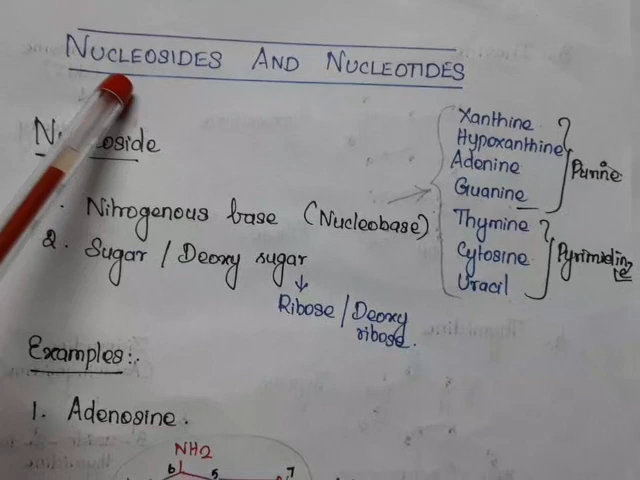 NUCLEOSIDES AND NUCLEOTIDES
Xanthine
Hypoxanthine
Adenine
Guanine
Purine
Nitrogenous base (Nucleobase)
Thymine
Cytosine
Uracil
Pyrimidine
2. Sugar / Deoxy sugar
Ribose / Deoxy
ribose.
Examples:.
1. Adenosine.
NH2
6 5 7